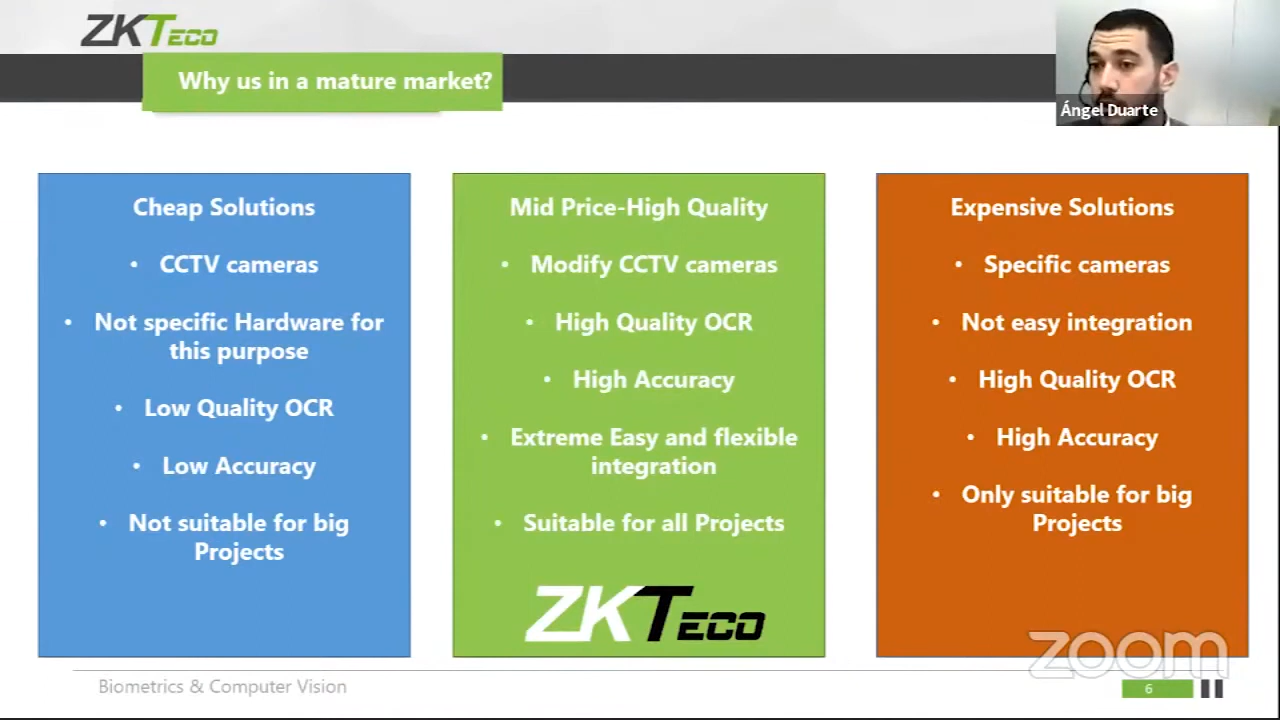 ZKTECO
Why us in a mature market?
Ángel Duarte
Cheap Solutions
• CCTV cameras
• Not specific Hardware for
this purpose
• Low Quality OCR
• Low Accuracy
• Not suitable for big
Projects
Mid Price-High Quality
• Modify CCTV cameras
• High Quality OCR
• High Accuracy
• Extreme Easy and flexible
integration
• Suitable for all Projects
ZKTECO
Expensive Solutions
• Specific cameras
• Not easy integration
• High Quality OCR
• High Accuracy
• Only suitable for big
Projects
zoom
Biometrics & Computer Vision
6